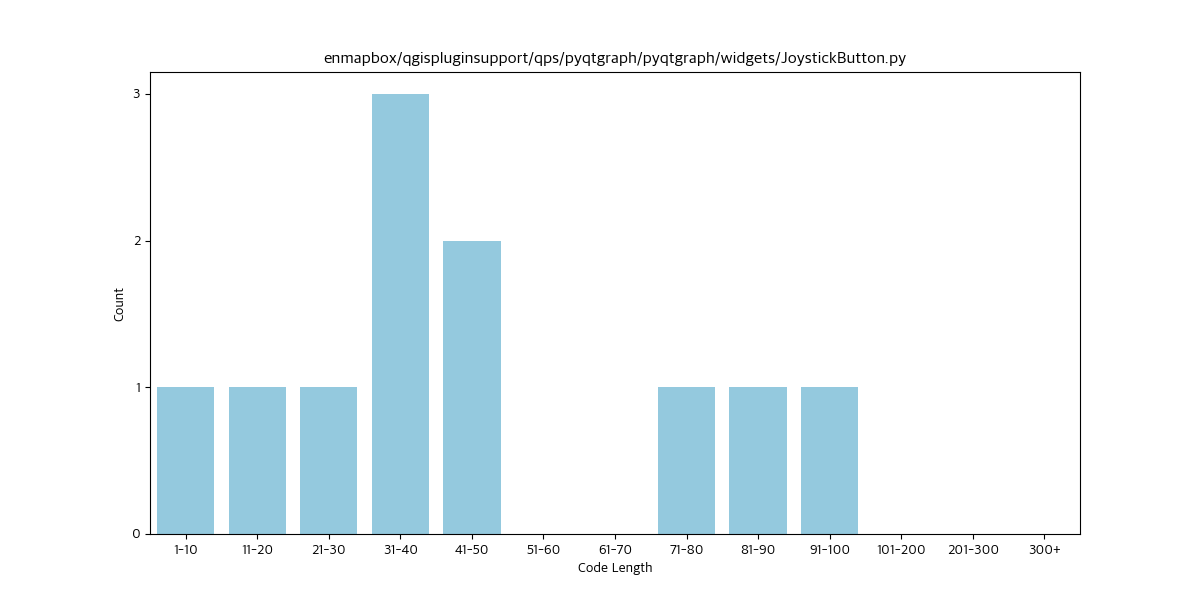 enmapbox/qgispluginsupport/qps/pyqtgraph/pyqtgraph/widgets/JoystickButton.py
3
2
1
0
Count
1-10 11-20 21-30 31-40 41-50 51-60 61-70 71-80 81-90 91-100 101-200 201-300 300+
Code Length